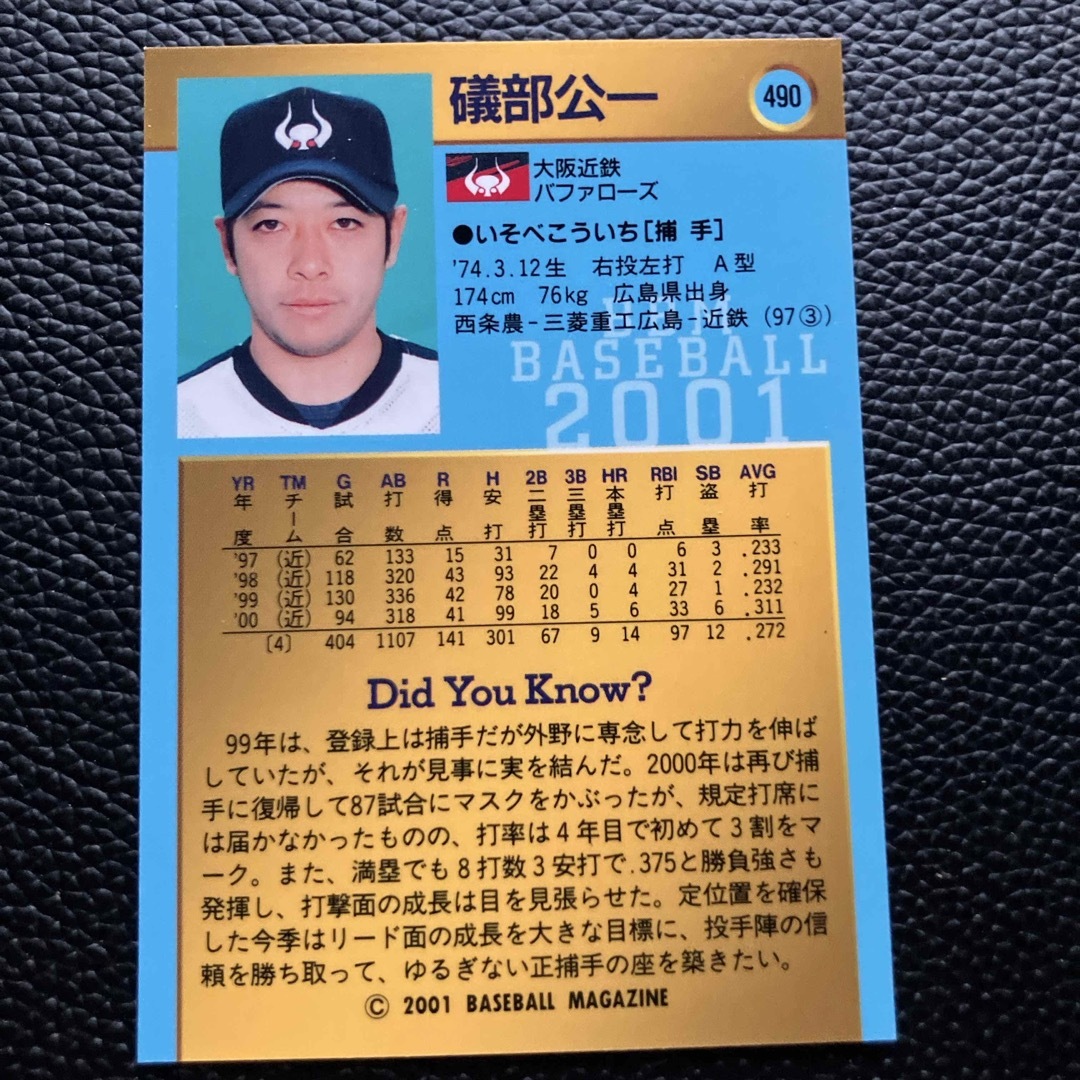 礒部公一
490
大阪近鉄
バファローズ
●いそべこういち[捕 手]
'74.3.12生 右投左打 A型
174cm 76kg 広島県出身
西条農-三菱重工広島-近鉄 (97③)
BBM
BASEBALL
2001
YR TM G AB R H 2B 3B HR RBI SB AVG
年度 チーム 試合 打数 得点 安打 二塁打 三塁打 本塁打 打点 盗塁 打率
'97 (近) 62 133 15 31 7 0 0 6 3 .233
'98 (近) 118 320 43 93 22 4 4 31 2 .291
'99 (近) 130 336 42 78 20 0 4 27 1 .232
'00 (近) 94 318 41 99 18 5 6 33 6 .311
〔4〕 404 1107 141 301 67 9 14 97 12 .272
Did You Know?
99年は、登録上は捕手だが外野に専念して打力を伸ば
していたが、それが見事に実を結んだ。2000年は再び捕
手に復帰して87試合にマスクをかぶったが、規定打席に
は届かなかったものの、打率は4年目で初めて3割をマ
ーク。また、満塁でも8打数3安打で.375と勝負強さも
発揮し、打撃面の成長は目を見張らせた。定位置を確保
した今季はリード面の成長を大きな目標に、投手陣の信
頼を勝ち取って、ゆるぎない正捕手の座を築きたい。
© 2001 BASEBALL MAGAZINE